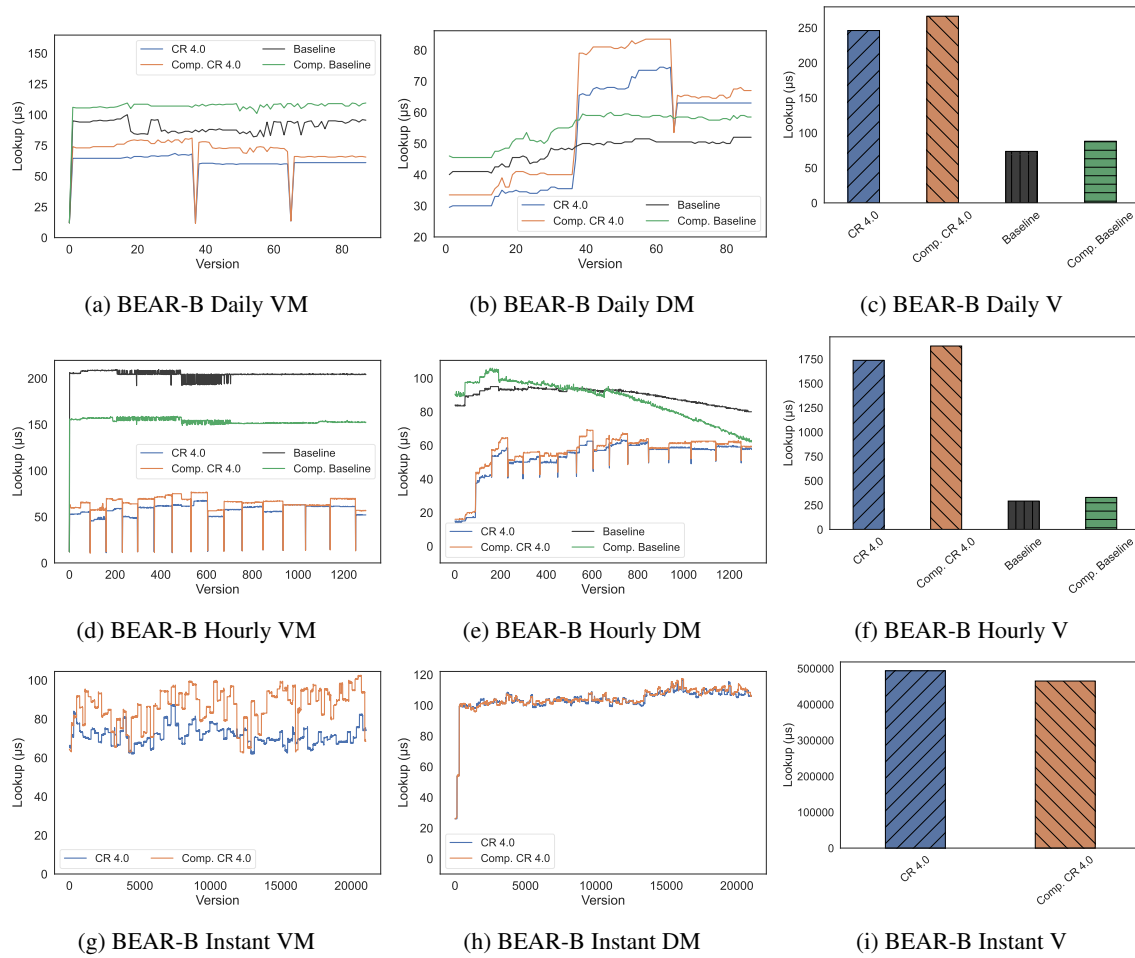 CR 4.0
Comp. CR 4.0
Baseline
Comp. Baseline
Lookup (µs)
150
125
100
75
50
25
0
0 20 40 60 80
Version
(a) BEAR-B Daily VM
Lookup (µs)
80
70
60
50
40
30
20
CR 4.0
Comp. CR 4.0
Baseline
Comp. Baseline
0 20 40 60 80
Version
(b) BEAR-B Daily DM
Lookup (µs)
250
200
150
100
50
0
CR 4.0
Comp. CR 4.0
Baseline
Comp. Baseline
(c) BEAR-B Daily V
Lookup (µs)
200
150
100
50
0
CR 4.0
Comp. CR 4.0
Baseline
Comp. Baseline
0 200 400 600 800 1000 1200
Version
(d) BEAR-B Hourly VM
Lookup (µs)
100
80
60
40
20
0
CR 4.0
Comp. CR 4.0
Baseline
Comp. Baseline
0 200 400 600 800 1000 1200
Version
(e) BEAR-B Hourly DM
Lookup (µs)
1750
1500
1250
1000
750
500
250
0
CR 4.0
Comp. CR 4.0
Baseline
Comp. Baseline
(f) BEAR-B Hourly V
Lookup (µs)
100
80
60
40
20
0
CR 4.0
Comp. CR 4.0
0 5000 10000 15000 20000
Version
(g) BEAR-B Instant VM
Lookup (µs)
120
100
80
60
40
20
0
CR 4.0
Comp. CR 4.0
0 5000 10000 15000 20000
Version
(h) BEAR-B Instant DM
Lookup (µs)
500000
400000
300000
200000
100000
0
CR 4.0
Comp. CR 4.0
(i) BEAR-B Instant V